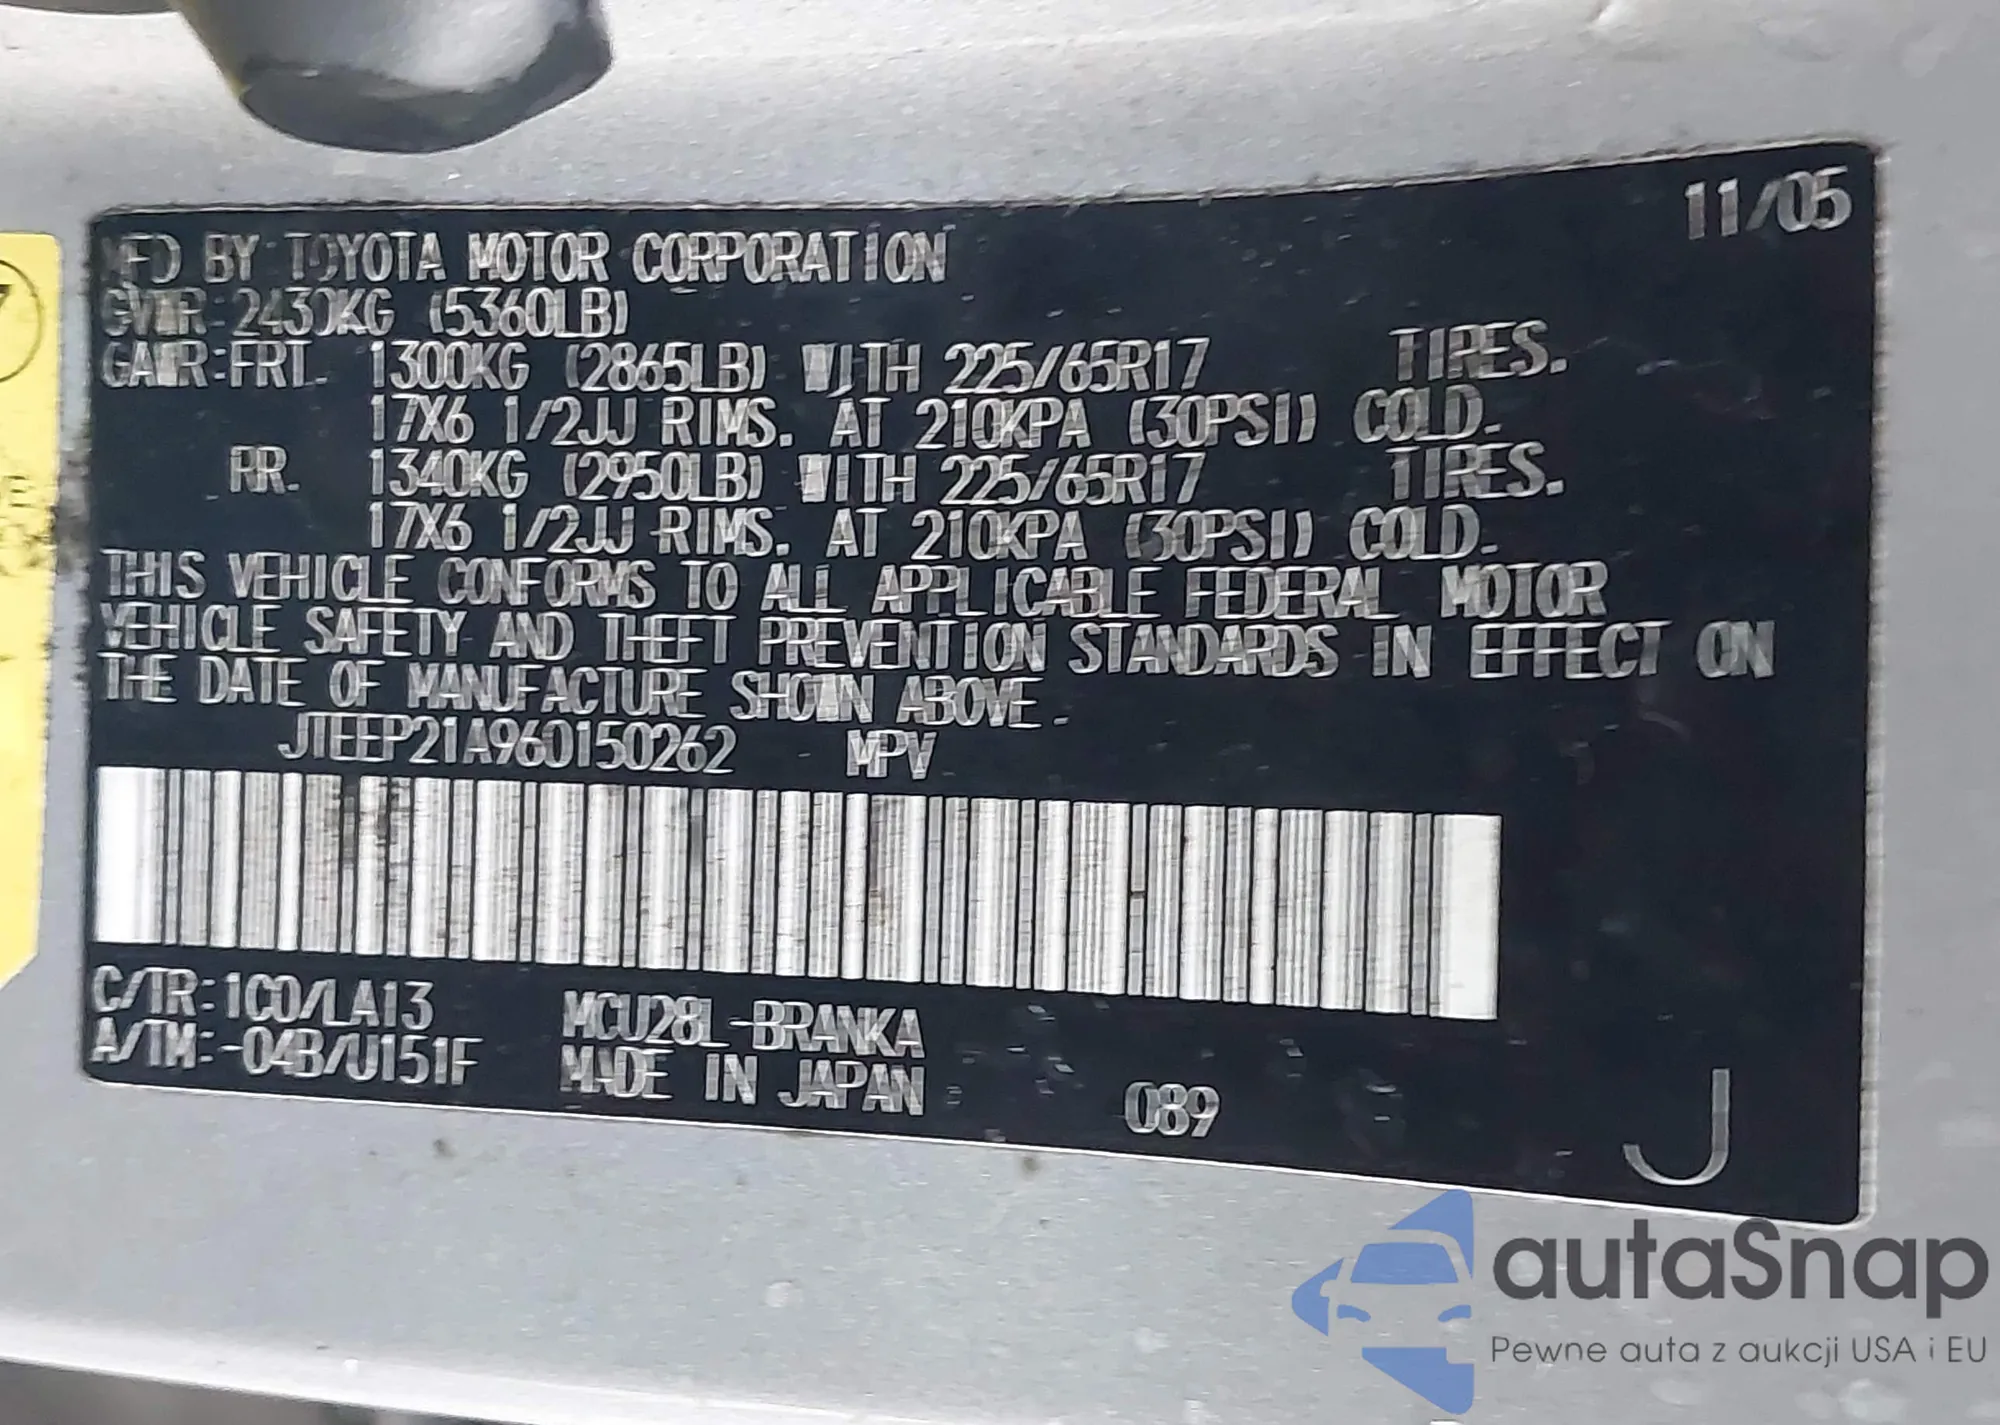 11/05
MFD BY TOYOTA MOTOR CORPORATION
GVWR 2430KG (5360LB)
GAWR:FRT. 1300KG (2865LB) WITH 225/65R17 TIRES.
17X6 1/2JJ RIMS. AT 210KPA (30PSI) COLD.
RR. 1340KG (2950LB) WITH 225/65R17 TIRES.
17X6 1/2JJ RIMS. AT 210KPA (30PSI) COLD.
THIS VEHICLE CONFORMS TO ALL APPLICABLE FEDERAL MOTOR
VEHICLE SAFETY AND THEFT PREVENTION STANDARDS IN EFFECT ON
THE DATE OF MANUFACTURE SHOWN ABOVE.
JTEEP21A960150262 MPV
C/TR:1C0/LA13 MCU28L-BRANKA
A/TM:-04B/U151F MADE IN JAPAN 089
J
autaSnap
Pewne auta z aukcji USA i EU